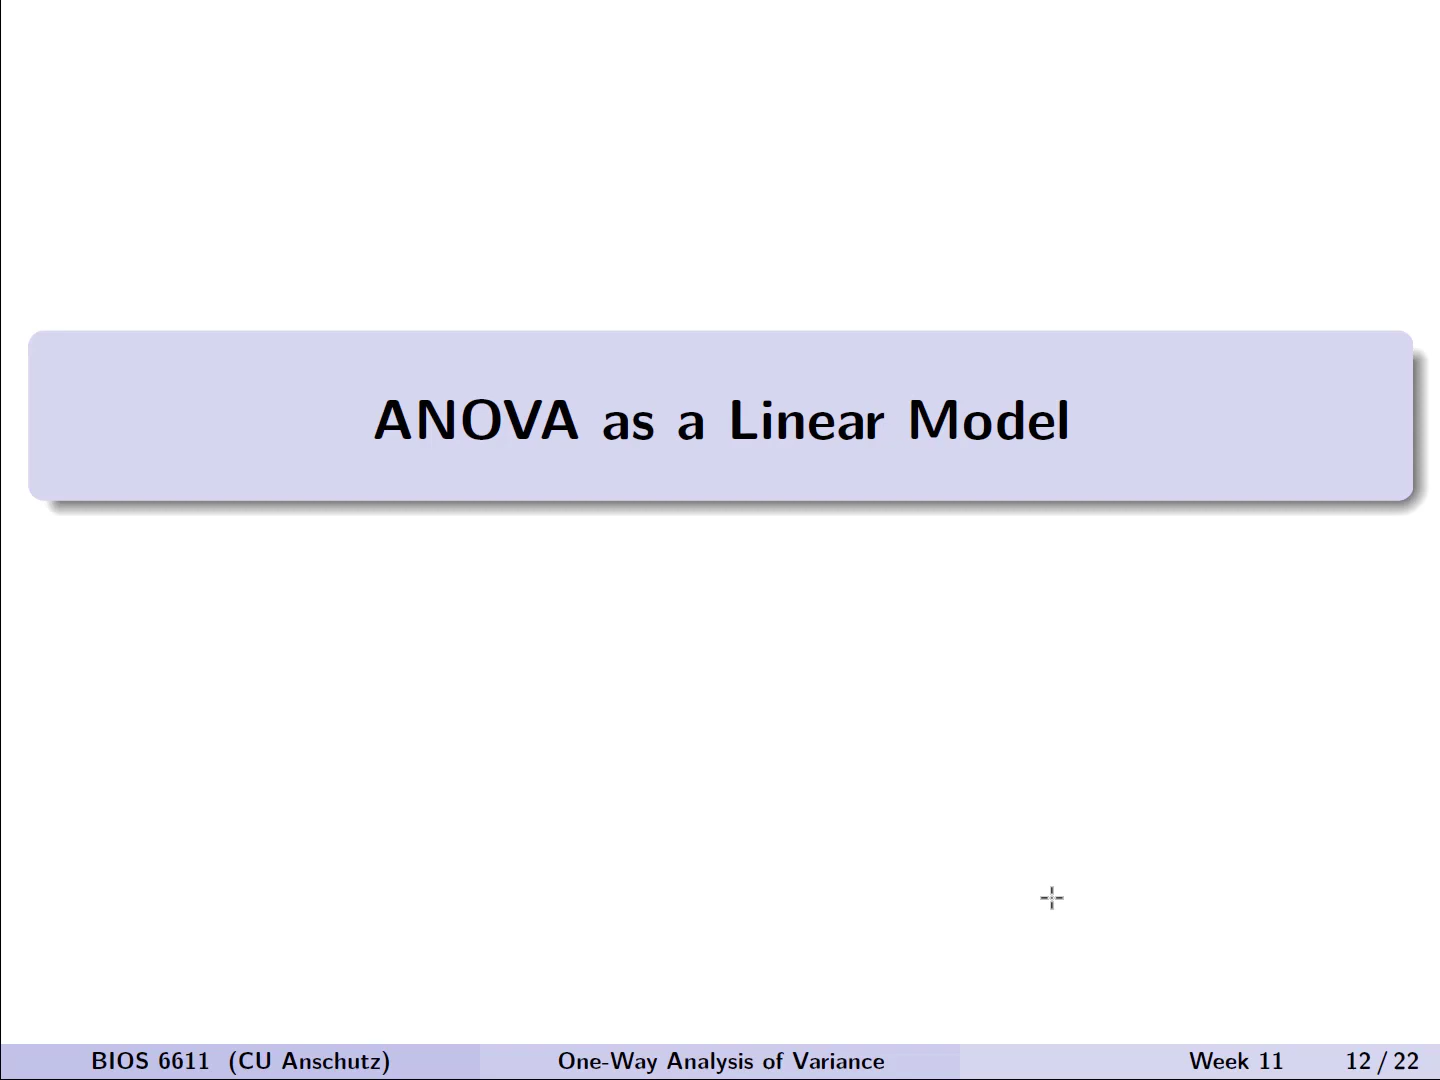 ANOVA as a Linear Model
BIOS 6611 (CU Anschutz) One-Way Analysis of Variance Week 11 12 / 22